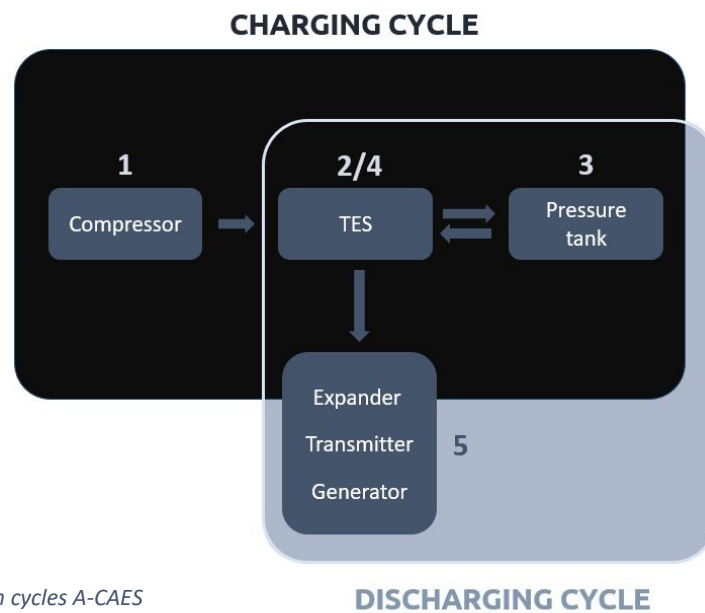 CHARGING CYCLE
1
2/4
3
Compressor
TES
Pressure
tank
Expander
Transmitter
Generator
5
cycles A-CAES
DISCHARGING CYCLE